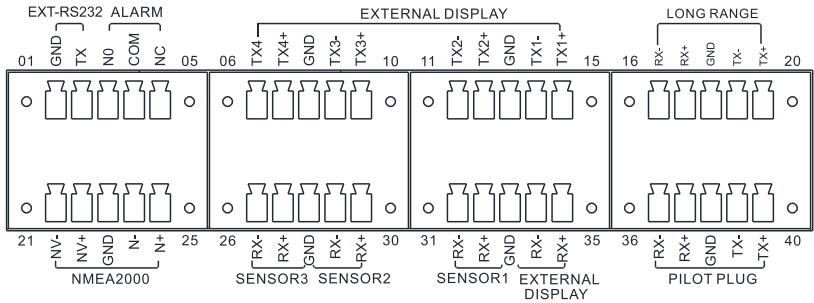 EXT-RS232 ALARM EXTERNAL DISPLAY LONG RANGE
GND TX N0 COM NC TX4- TX4+ GND TX3- TX3+ TX2- TX2+ GND TX1- TX1+ RX- RX+ GND TX- TX+
01 05 06 10 11 15 16 20
21 25 26 30 31 35 36 40
NV- NV+ GND N- N+ RX- RX+ GND RX- RX+ RX- RX+ GND RX- RX+ RX- RX+ GND TX- TX+
NMEA2000 SENSOR3 SENSOR2 SENSOR1 EXTERNAL PILOT PLUG
DISPLAY